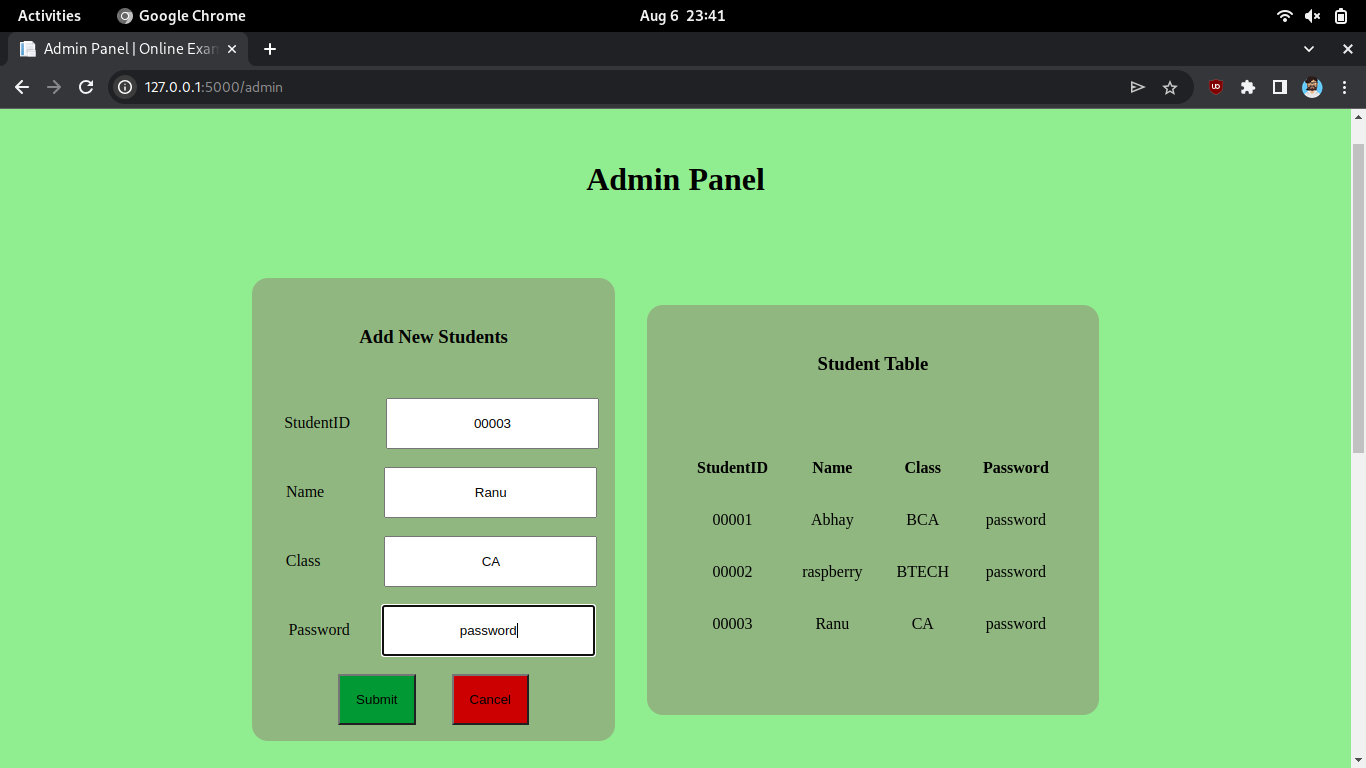 Activities Google Chrome Aug 6 23:41
Admin Panel | Online Exan
127.0.0.1:5000/admin
Admin Panel
Add New Students
StudentID 00003
Name Ranu
Class CA
Password password
Submit Cancel
Student Table
StudentID Name Class Password
00001 Abhay BCA password
00002 raspberry BTECH password
00003 Ranu CA password